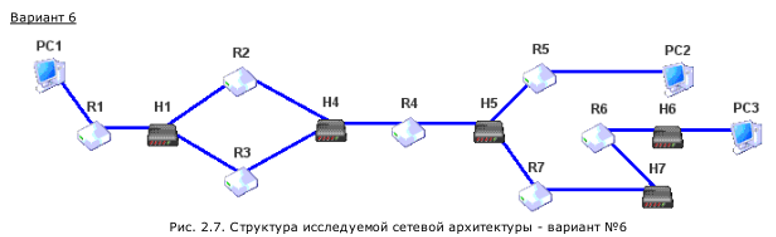 Вариант 6
PC1
R2
R5
PC2
R1
H1
H4
R4
H5
R6
H6
PC3
R3
R7
H7
Рис. 2.7. Структура исследуемой сетевой архитектуры - вариант №6